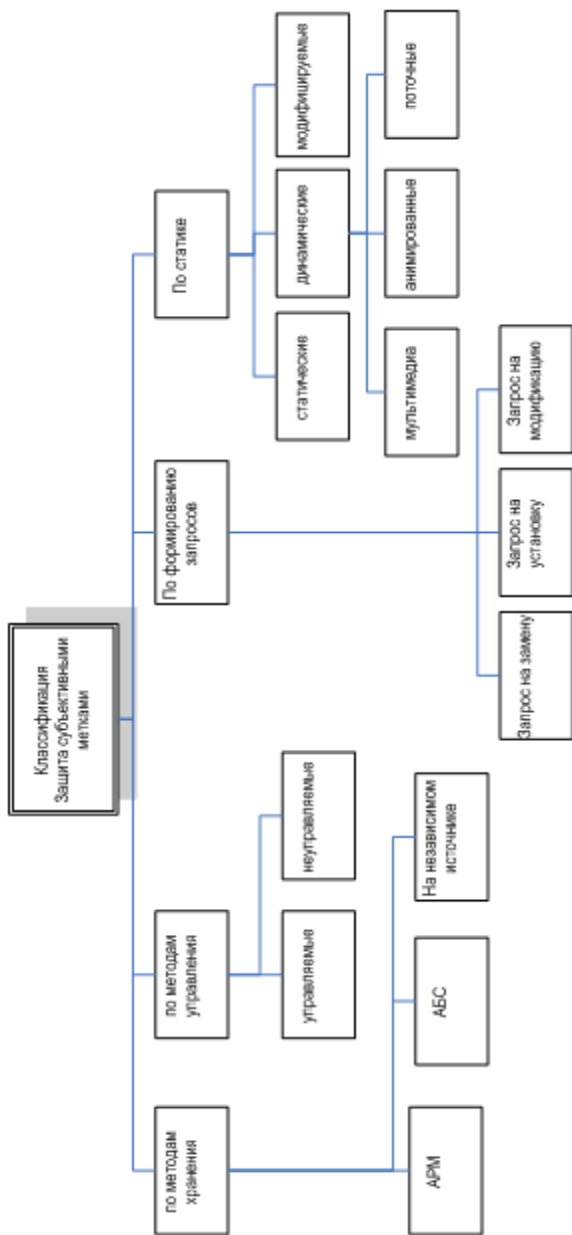 Классификация
Защита субъективными
метками
по методам
хранения
по методам
управления
По формированию
запросов
По статике
управляемые
неуправляемые
статические
динамические
модифицируемые
АРМ
АБС
На независимом
источнике
мультимедиа
анимированные
поточные
Запрос на замену
Запрос на
установку
Запрос на
модификацию